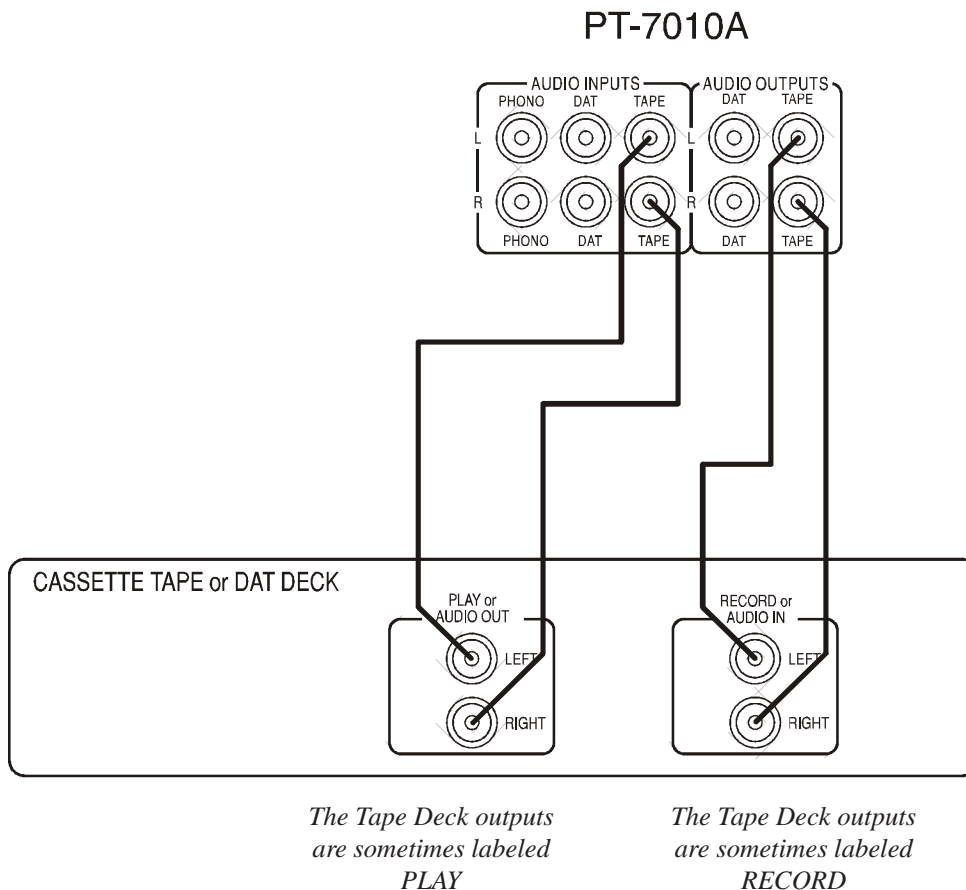 PT-7010A
AUDIO INPUTS AUDIO OUTPUTS
PHONO DAT TAPE DAT TAPE
L L
R R
PHONO DAT TAPE DAT TAPE
CASSETTE TAPE or DAT DECK
PLAY or
AUDIO OUT
LEFT
RIGHT
RECORD or
AUDIO IN
LEFT
RIGHT
The Tape Deck outputs
are sometimes labeled
PLAY
The Tape Deck outputs
are sometimes labeled
RECORD